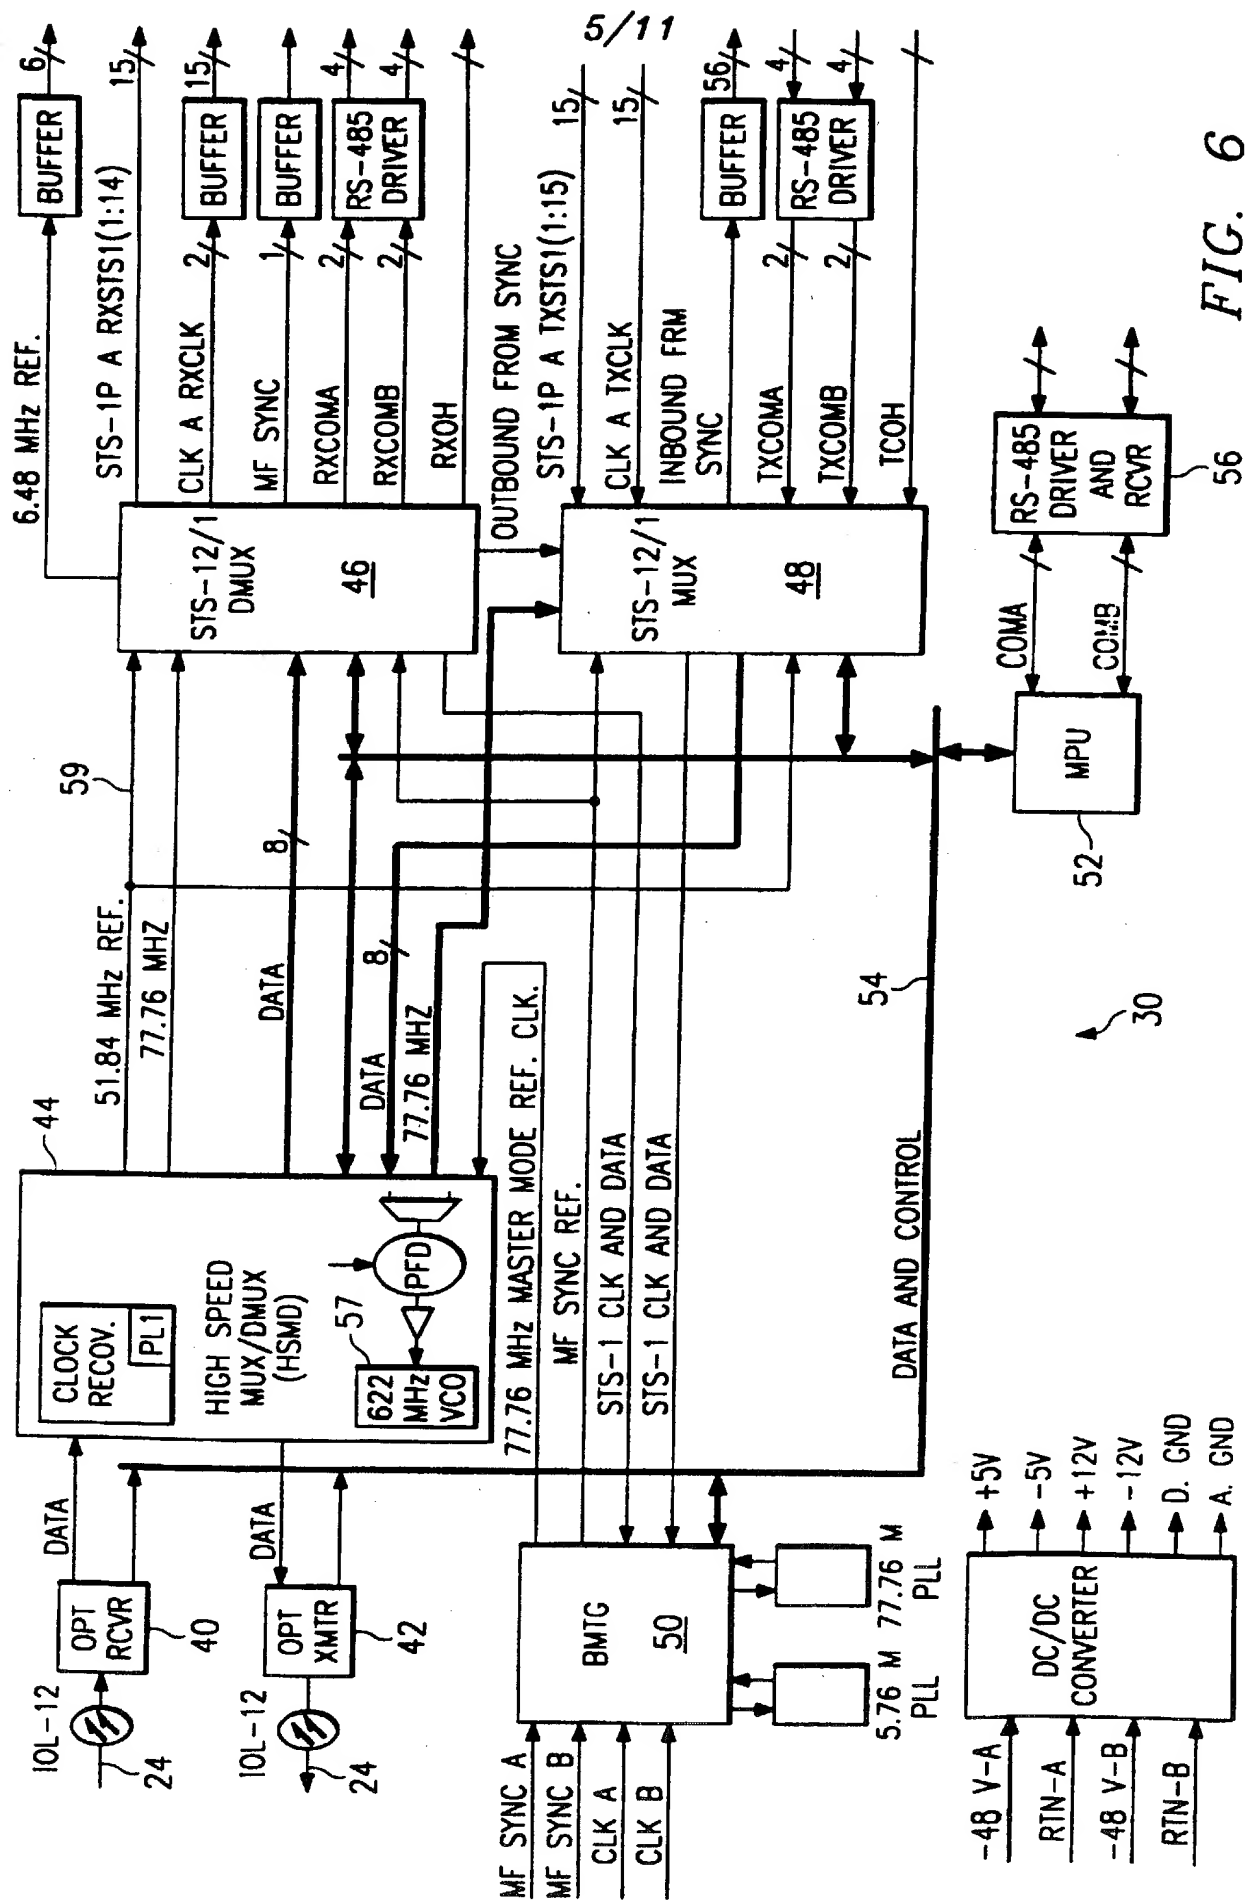 5/11
IOL-12
24
OPT
RCVR
40
DATA
IOL-12
24
OPT
XMTR
42
DATA
44
CLOCK
RECOV.
PL1
HIGH SPEED
MUX/DMUX
(HSMD)
57
622
MHz
VCO
PFD
51.84 MHz REF.
77.76 MHZ
59
DATA
8
DATA
8
77.76 MHZ
77.76 MHz MASTER MODE REF. CLK.
MF SYNC REF.
STS-1 CLK AND DATA
STS-1 CLK AND DATA
STS-12/1
DMUX
46
6.48 MHz REF.
BUFFER
6
STS-1P A RXSTS1(1:14)
15
CLK A RXCLK
2
BUFFER
15
MF SYNC
1
BUFFER
RXCOMA
2
RXCOMB
2
RS-485
DRIVER
4
4
RXOH
OUTBOUND FROM SYNC
STS-12/1
MUX
48
STS-1P A TXSTS1(1:15)
15
CLK A TXCLK
15
INBOUND FRM
SYNC
BUFFER
56
TXCOMA
2
TXCOMB
2
RS-485
DRIVER
4
4
TCOH
MF SYNC A
MF SYNC B
CLK A
CLK B
BMTG
50
5.76 M
PLL
77.76 M
PLL
DATA AND CONTROL
54
MPU
52
COMA
COMB
RS-485
DRIVER
AND
RCVR
56
-48 V-A
RTN-A
-48 V-B
RTN-B
DC/DC
CONVERTER
+5V
-5V
+12V
-12V
D. GND
A. GND
30
FIG. 6